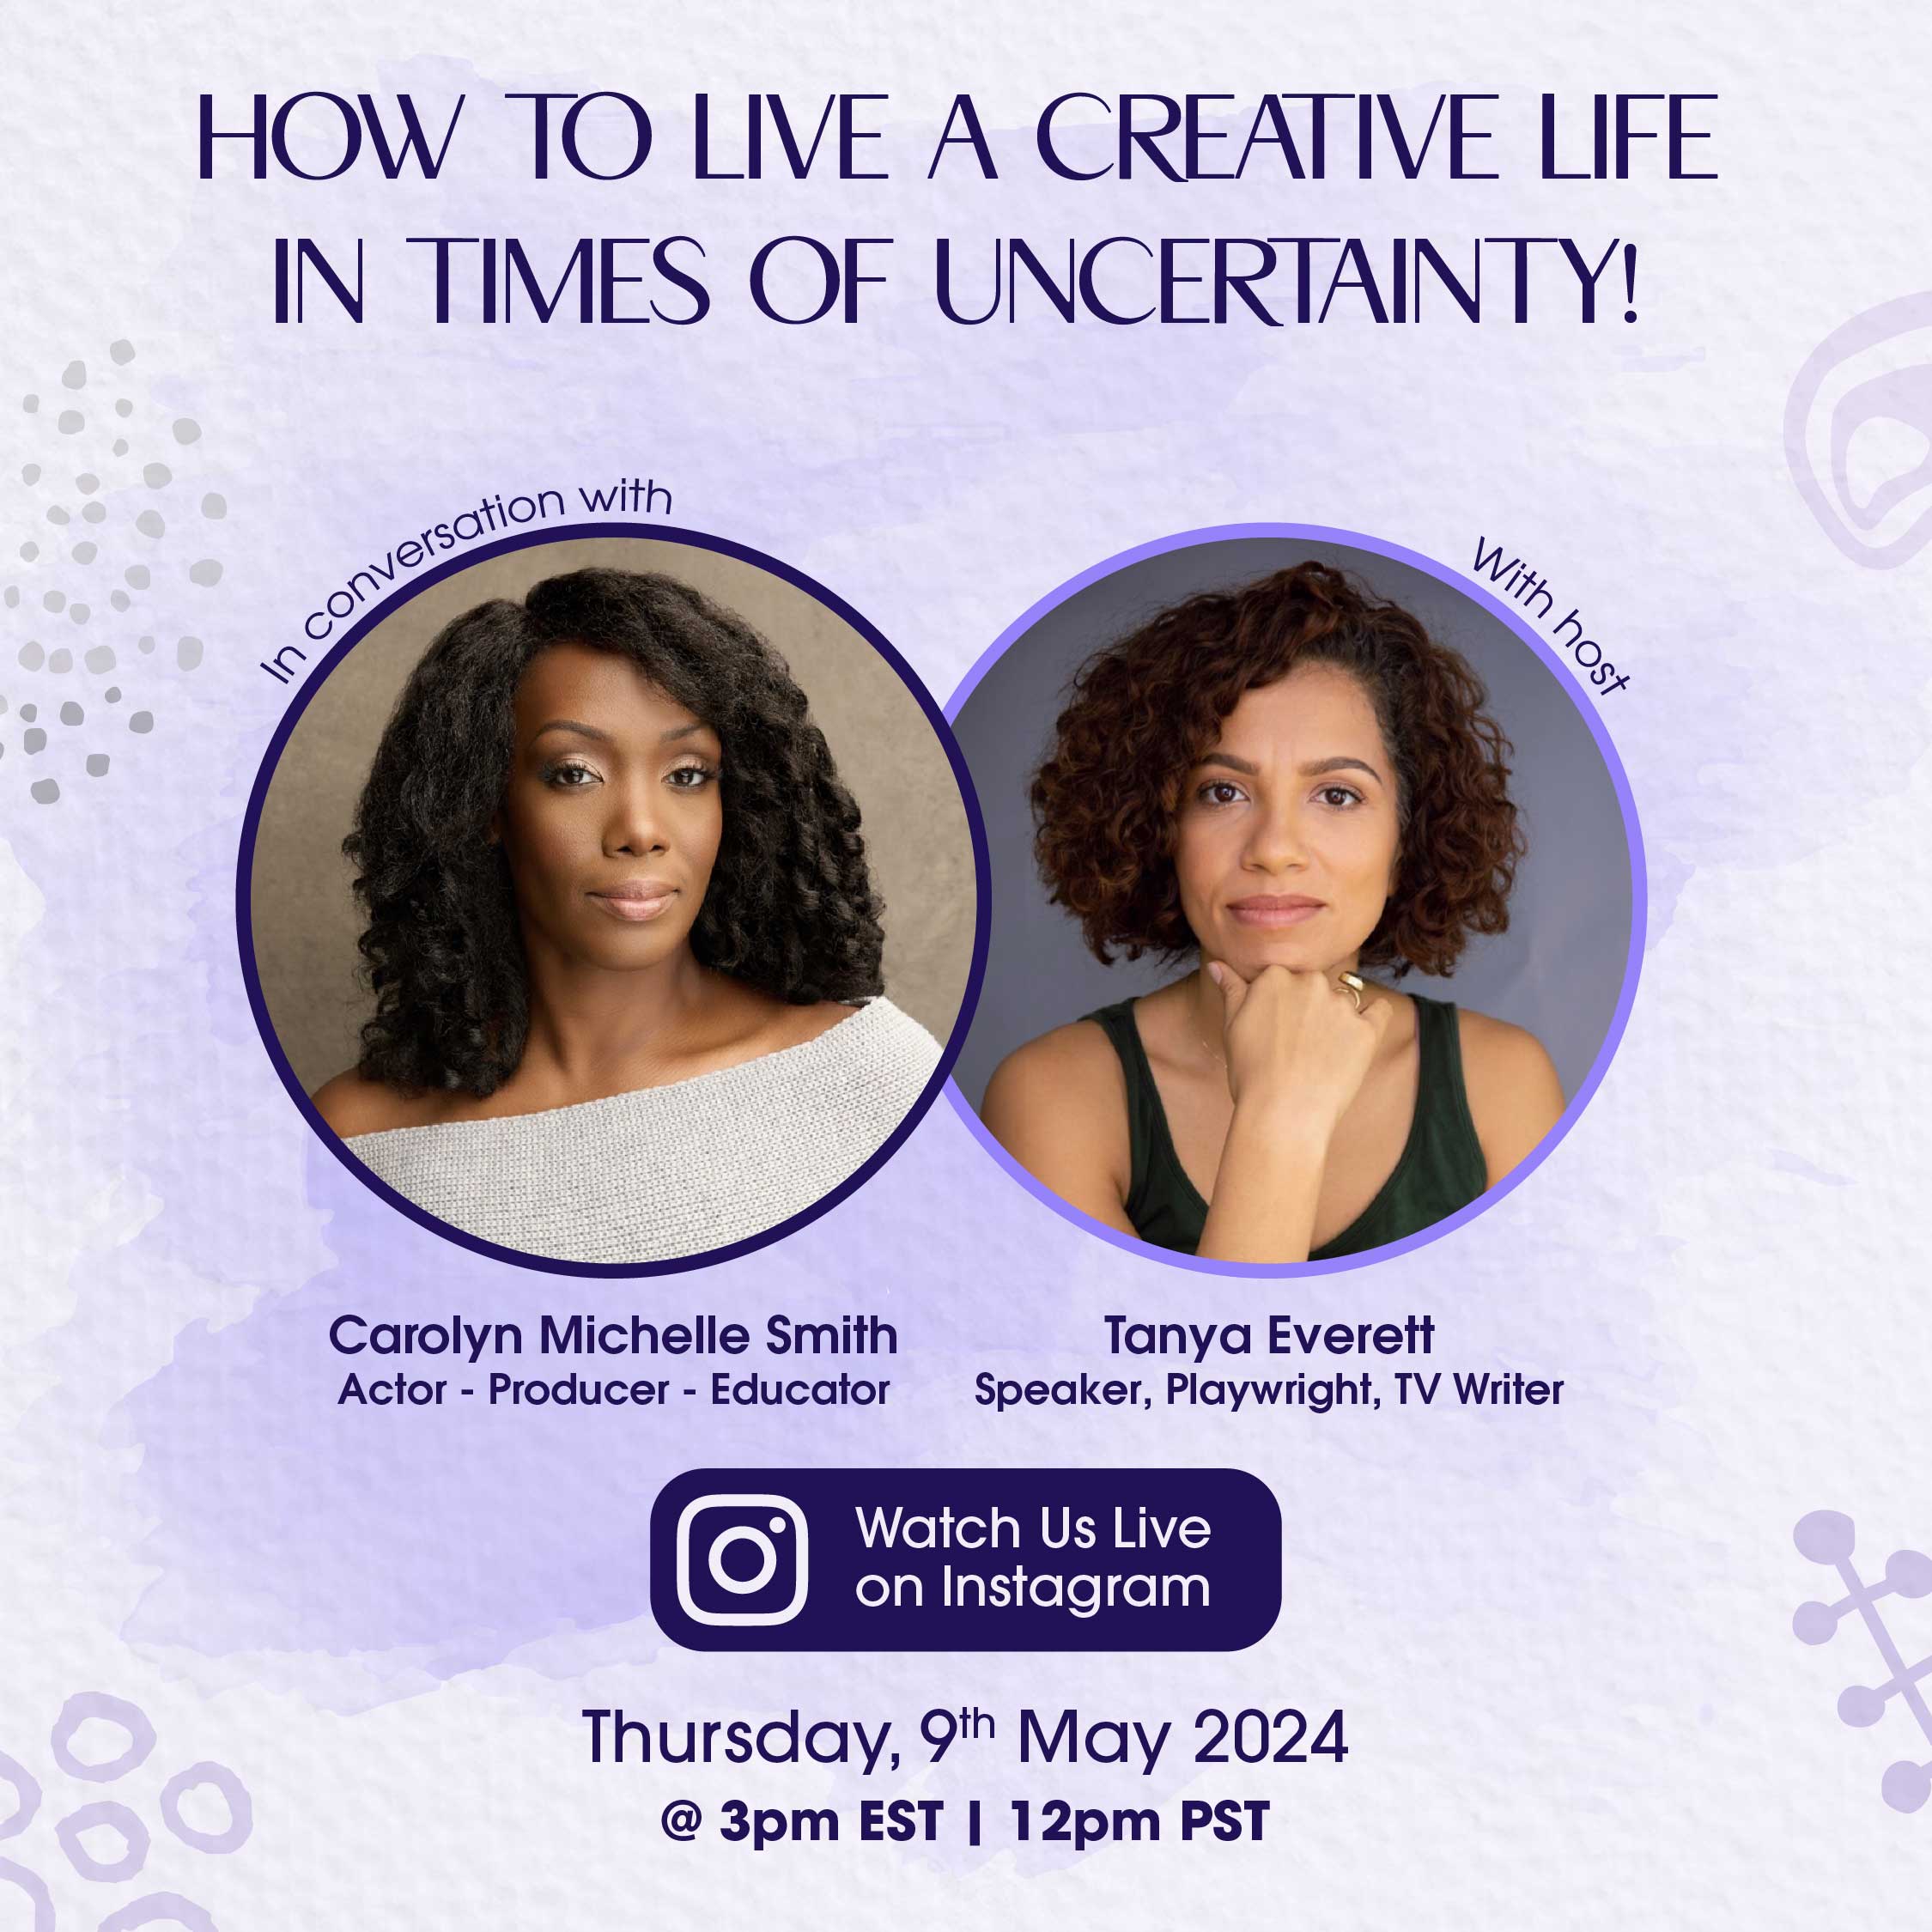 HOW TO LIVE A CREATIVE LIFE
IN TIMES OF UNCERTAINTY!
In conversation with
With host
Carolyn Michelle Smith
Actor - Producer - Educator
Tanya Everett
Speaker, Playwright, TV Writer
Watch Us Live
on Instagram
Thursday, 9th May 2024
@ 3pm EST | 12pm PST